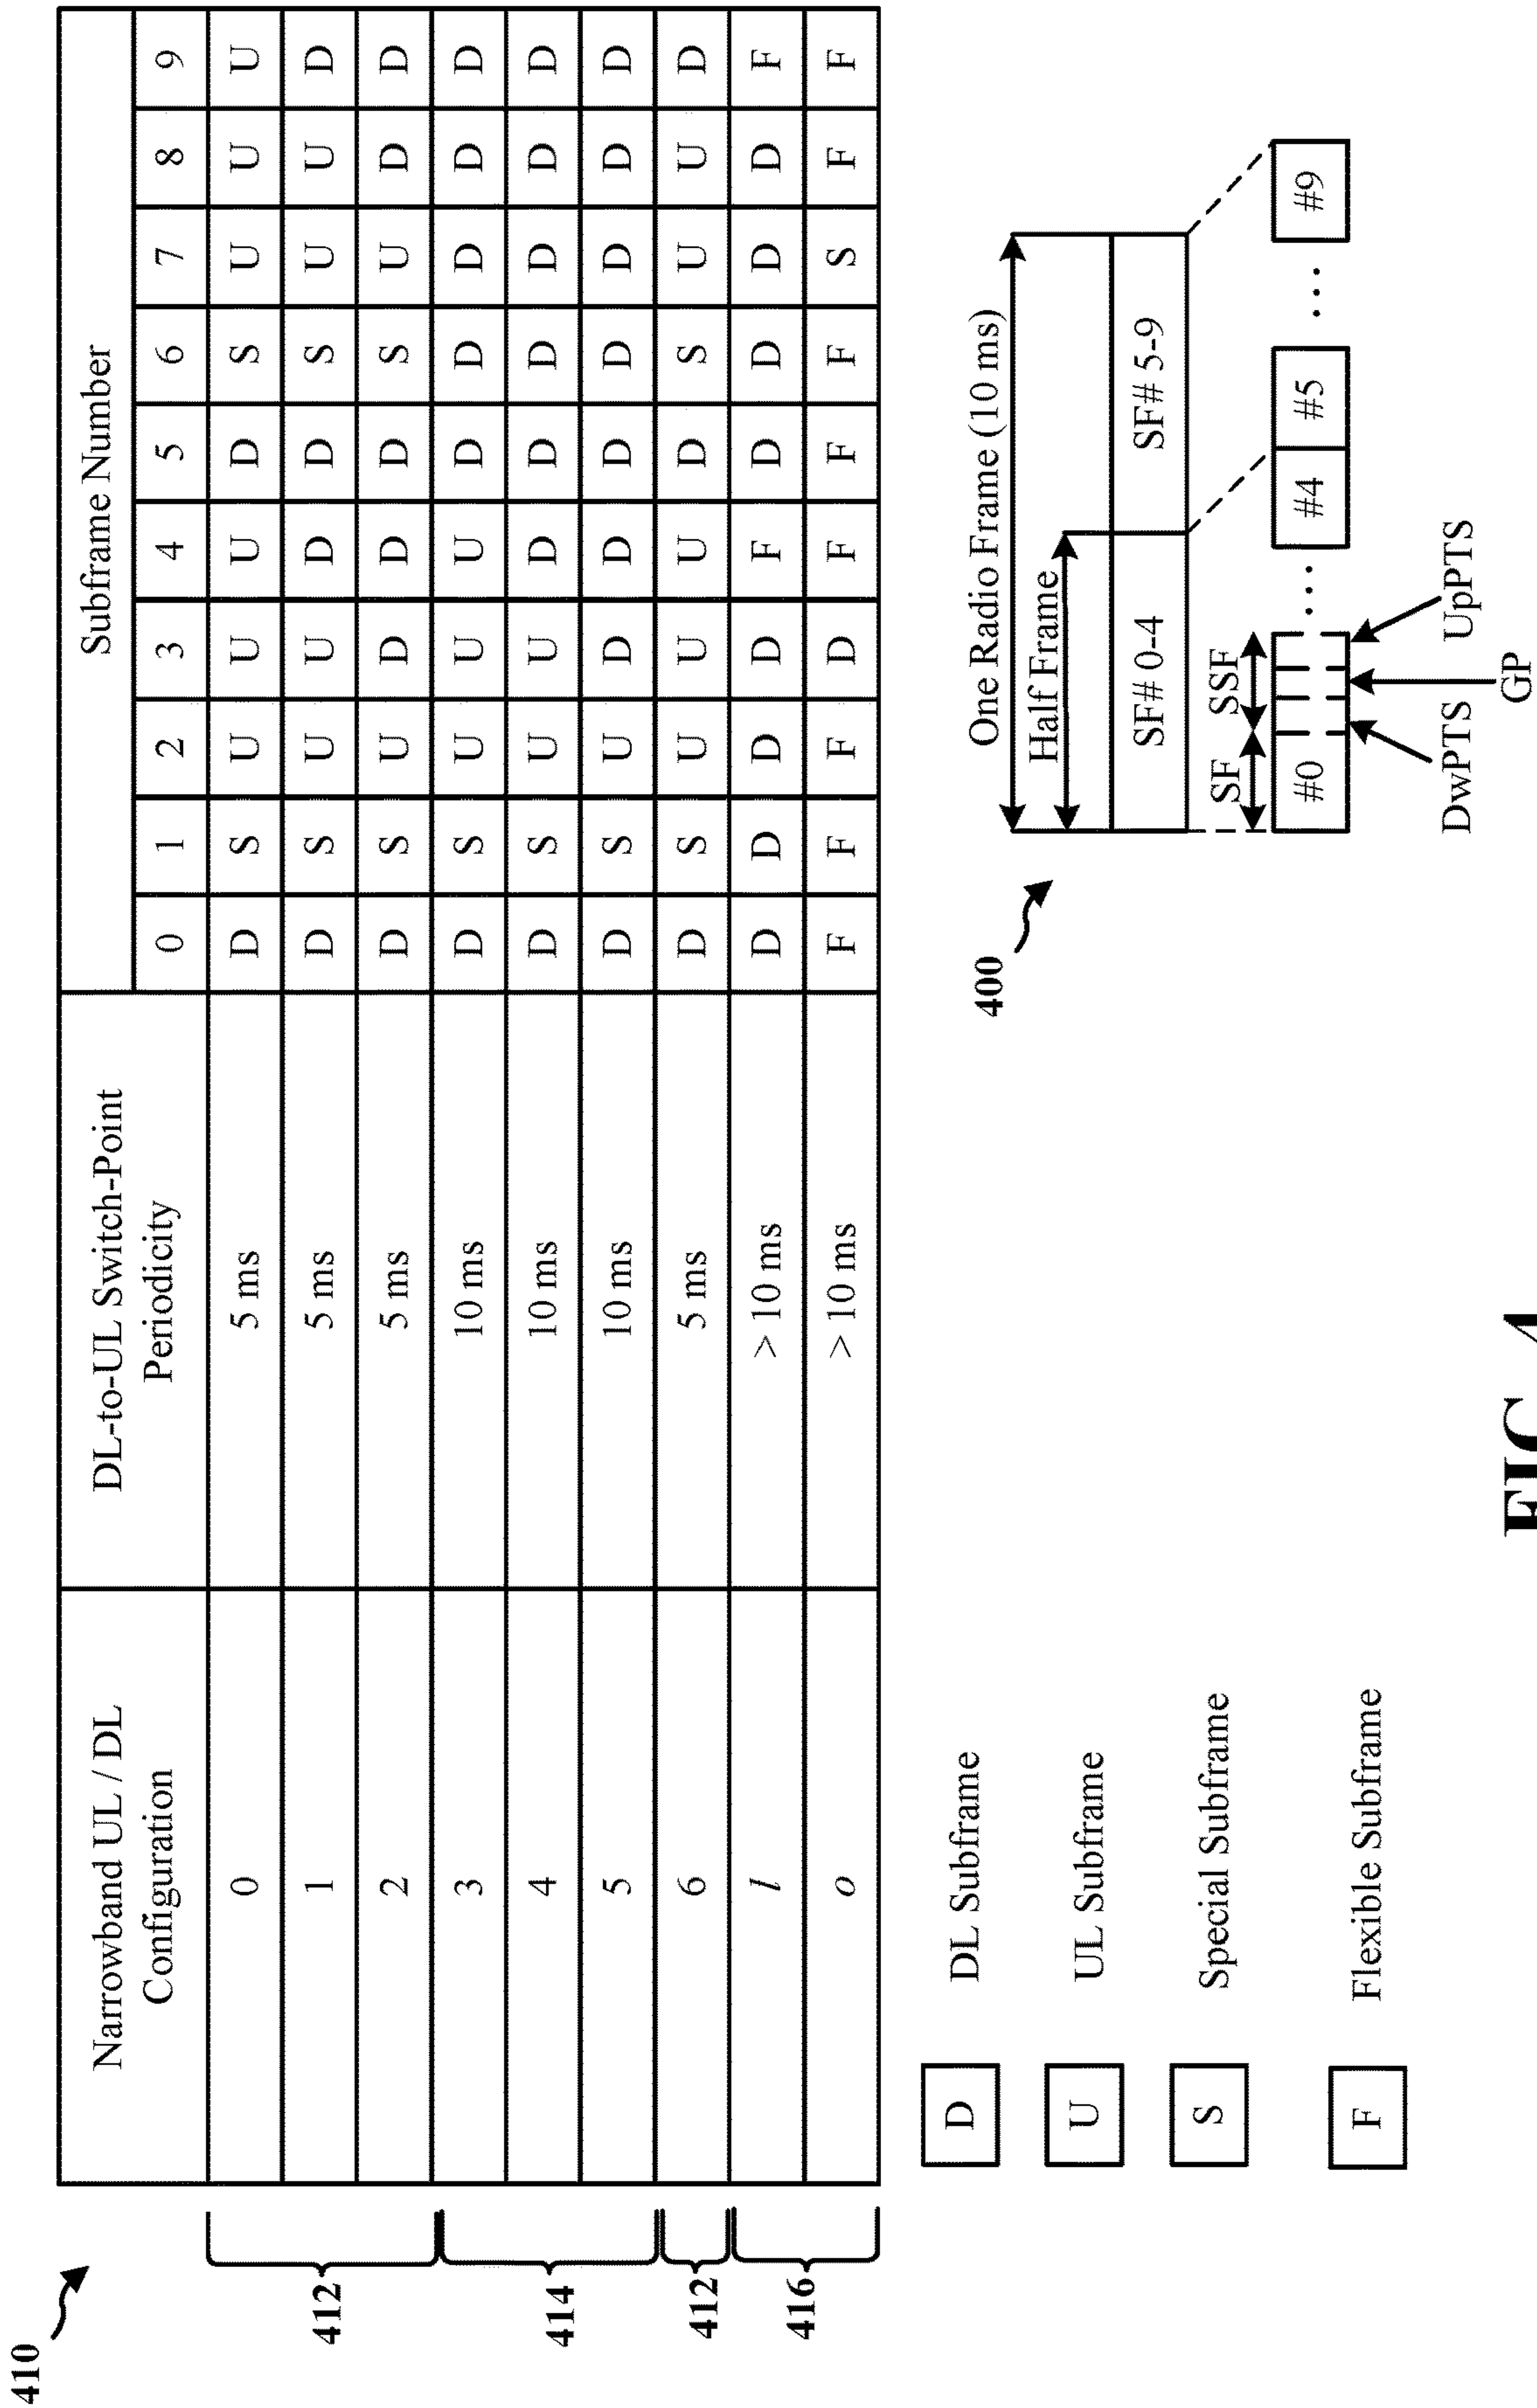 410
Narrowband UL / DL
Configuration
DL-to-UL Switch-Point
Periodicity
Subframe Number
0 1 2 3 4 5 6 7 8 9
0 5 ms D S U U U D S U U U
1 5 ms D S U U D D S U U D
2 5 ms D S U D D D S U D D
3 10 ms D S U U U D D D D D
4 10 ms D S U U D D D D D D
5 10 ms D S U D D D D D D D
6 5 ms D S U U U D S U U D
l > 10 ms D D D D F D D D D F
o > 10 ms F F F D F F F S F F
412
414
412
416
D DL Subframe
U UL Subframe
S Special Subframe
F Flexible Subframe
400
One Radio Frame (10 ms)
Half Frame
SF# 0-4 SF# 5-9
SF SSF
#0 ... #4 #5 ... #9
DwPTS UpPTS
GP
FIG. 4